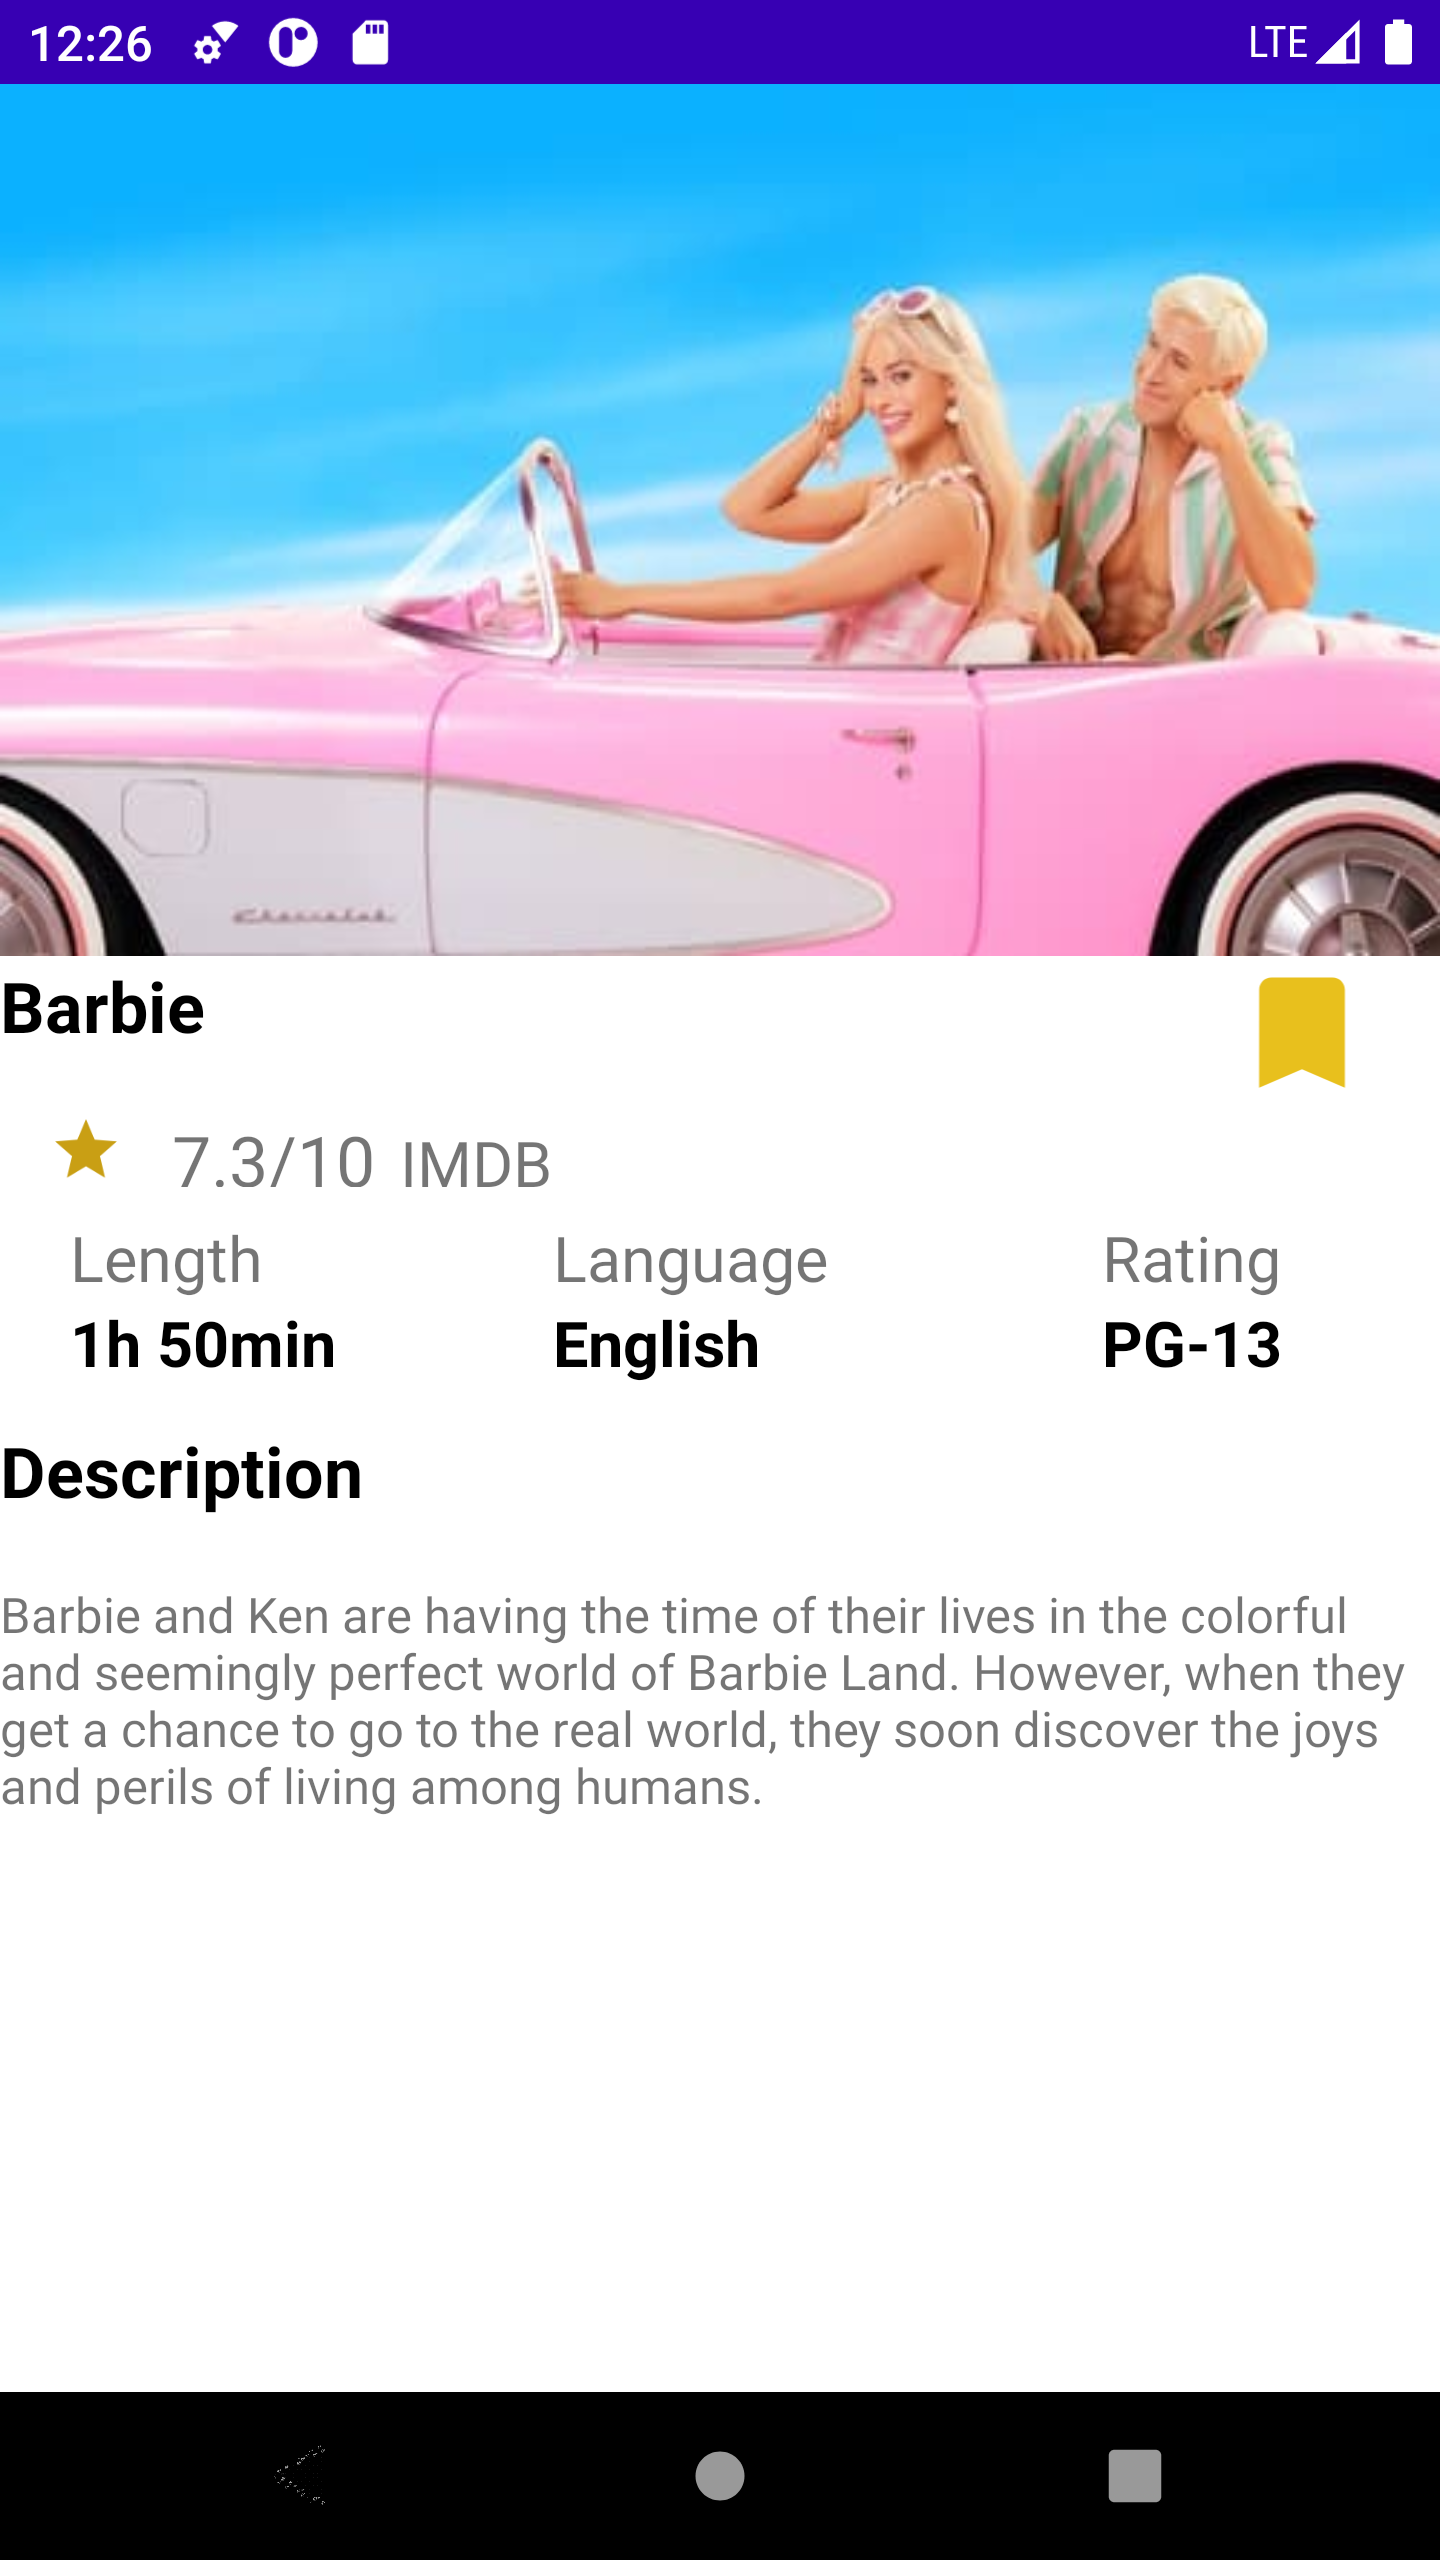 12:26 LTE
Chevrolet
Barbie
7.3/10 IMDB
Length Language Rating
1h 50min English PG-13
Description
Barbie and Ken are having the time of their lives in the colorful
and seemingly perfect world of Barbie Land. However, when they
get a chance to go to the real world, they soon discover the joys
and perils of living among humans.